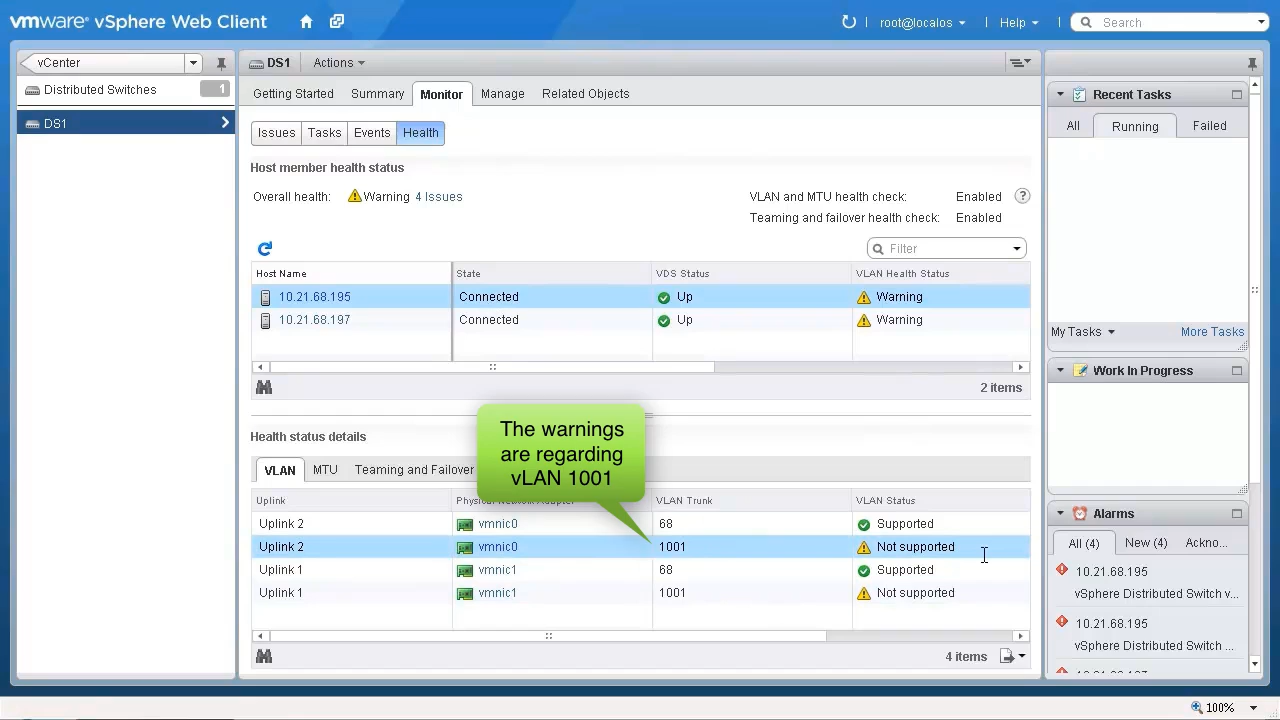 vmware vSphere Web Client
root@localos
Help
Search
vCenter
Distributed Switches 1
DS1
DS1 Actions
Getting Started Summary Monitor Manage Related Objects
Issues Tasks Events Health
Host member health status
Overall health: Warning 4 Issues
VLAN and MTU health check: Enabled
Teaming and failover health check: Enabled
Filter
Host Name State VDS Status VLAN Health Status
10.21.68.195 Connected Up Warning
10.21.68.197 Connected Up Warning
2 items
Health status details
The warnings
are regarding
vLAN 1001
VLAN MTU Teaming and Failover
Uplink Physical Network Adapter VLAN Trunk VLAN Status
Uplink 2 vmnic0 68 Supported
Uplink 2 vmnic0 1001 Not supported
Uplink 1 vmnic1 68 Supported
Uplink 1 vmnic1 1001 Not supported
4 items
Recent Tasks
All Running Failed
My Tasks More Tasks
Work In Progress
Alarms
All (4) New (4) Ackno...
10.21.68.195
vSphere Distributed Switch v...
10.21.68.195
vSphere Distributed Switch ...
100%